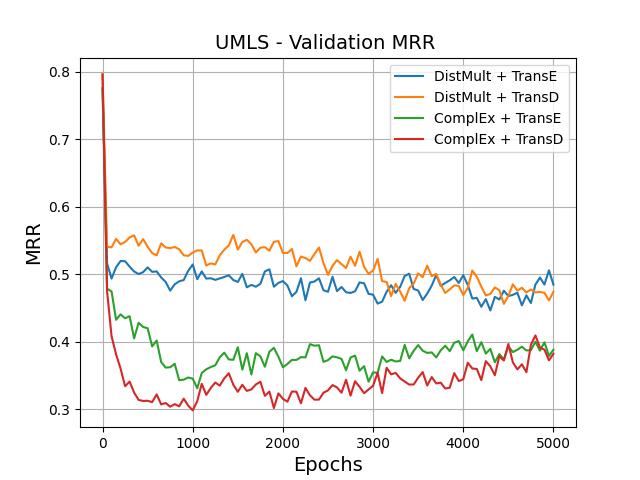 UMLS - Validation MRR
DistMult + TransE
DistMult + TransD
ComplEx + TransE
ComplEx + TransD
MRR
0.8
0.7
0.6
0.5
0.4
0.3
0
1000
2000
3000
4000
5000
Epochs